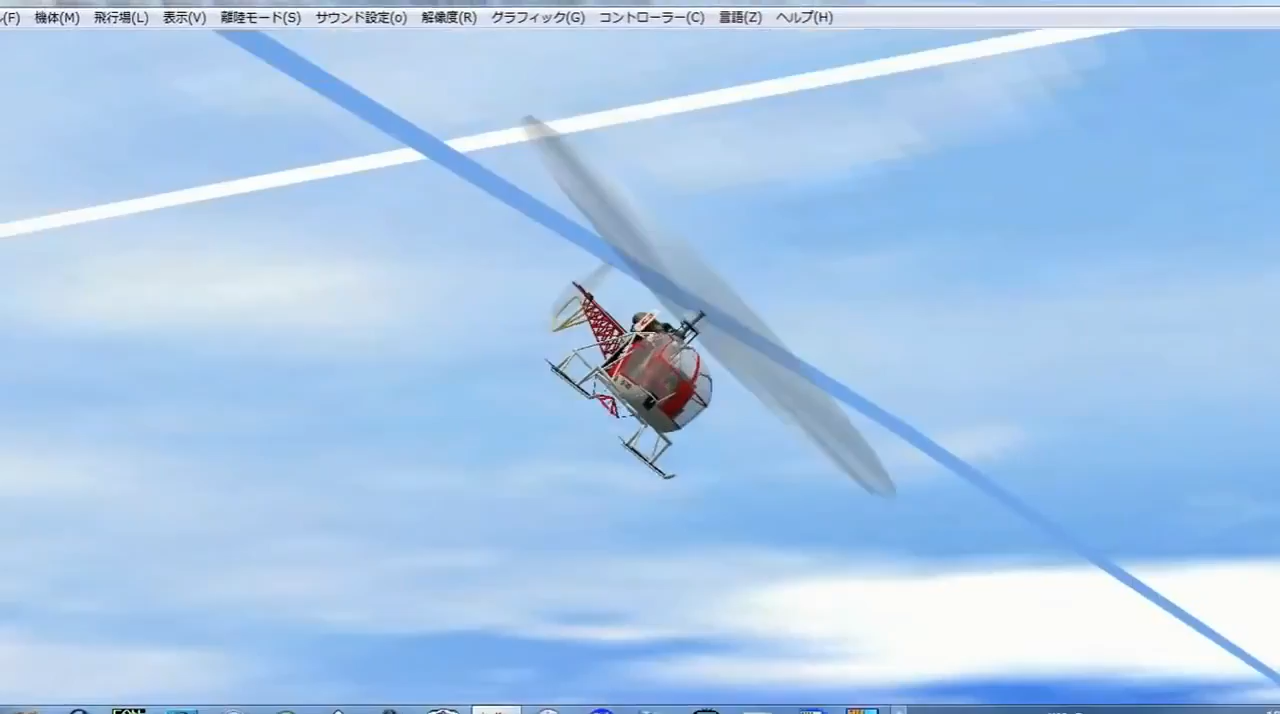 ル(F) 機体(M) 飛行場(L) 表示(V) 離陸モード(S) サウンド設定(o) 解像度(R) グラフィック(G) コントローラー(C) 言語(Z) ヘルプ(H)